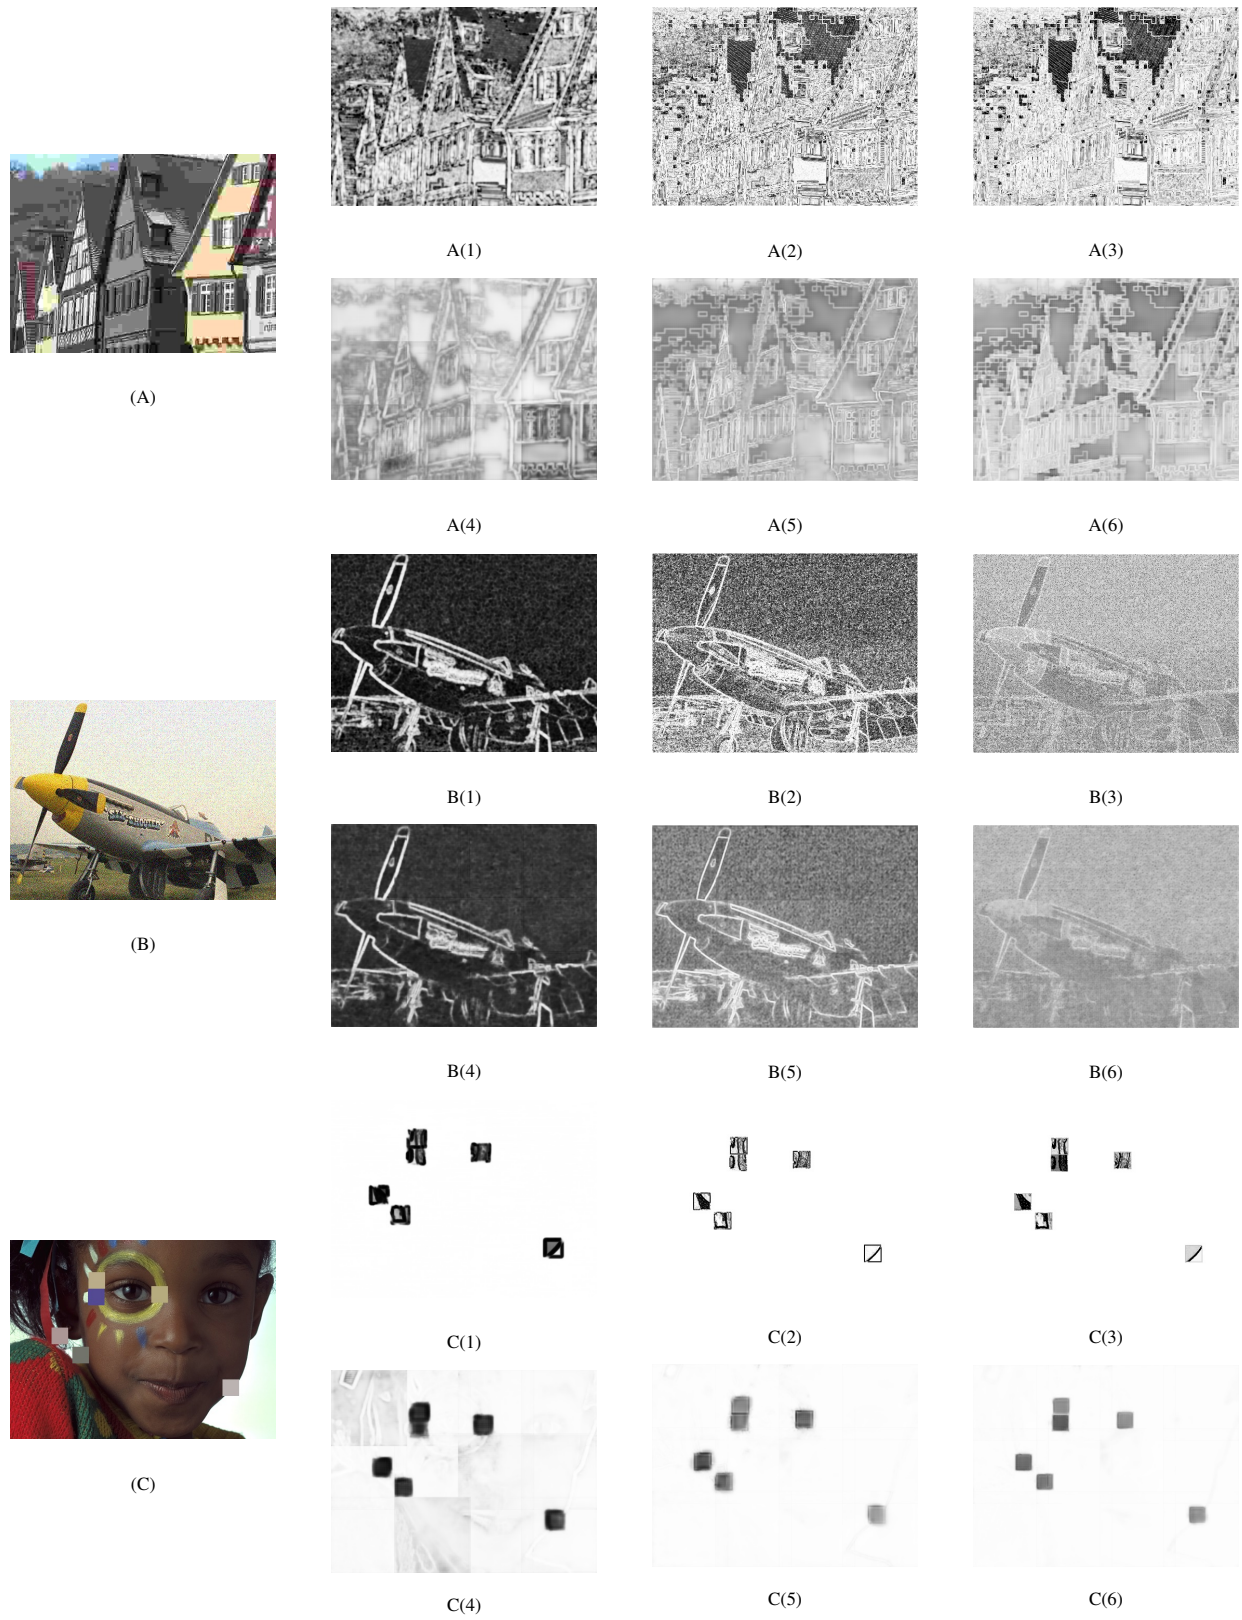 A(1) A(2) A(3)
(A)
A(4) A(5) A(6)
B(1) B(2) B(3)
(B)
B(4) B(5) B(6)
C(1) C(2) C(3)
(C)
C(4) C(5) C(6)